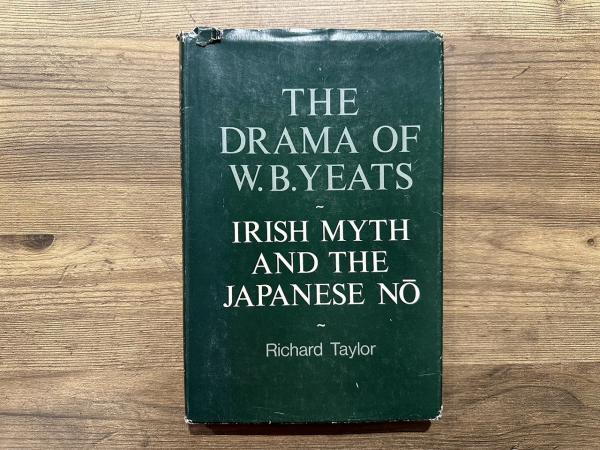 THE
DRAMA OF
W.B.YEATS
~
IRISH MYTH
AND THE
JAPANESE NŌ
~
Richard Taylor